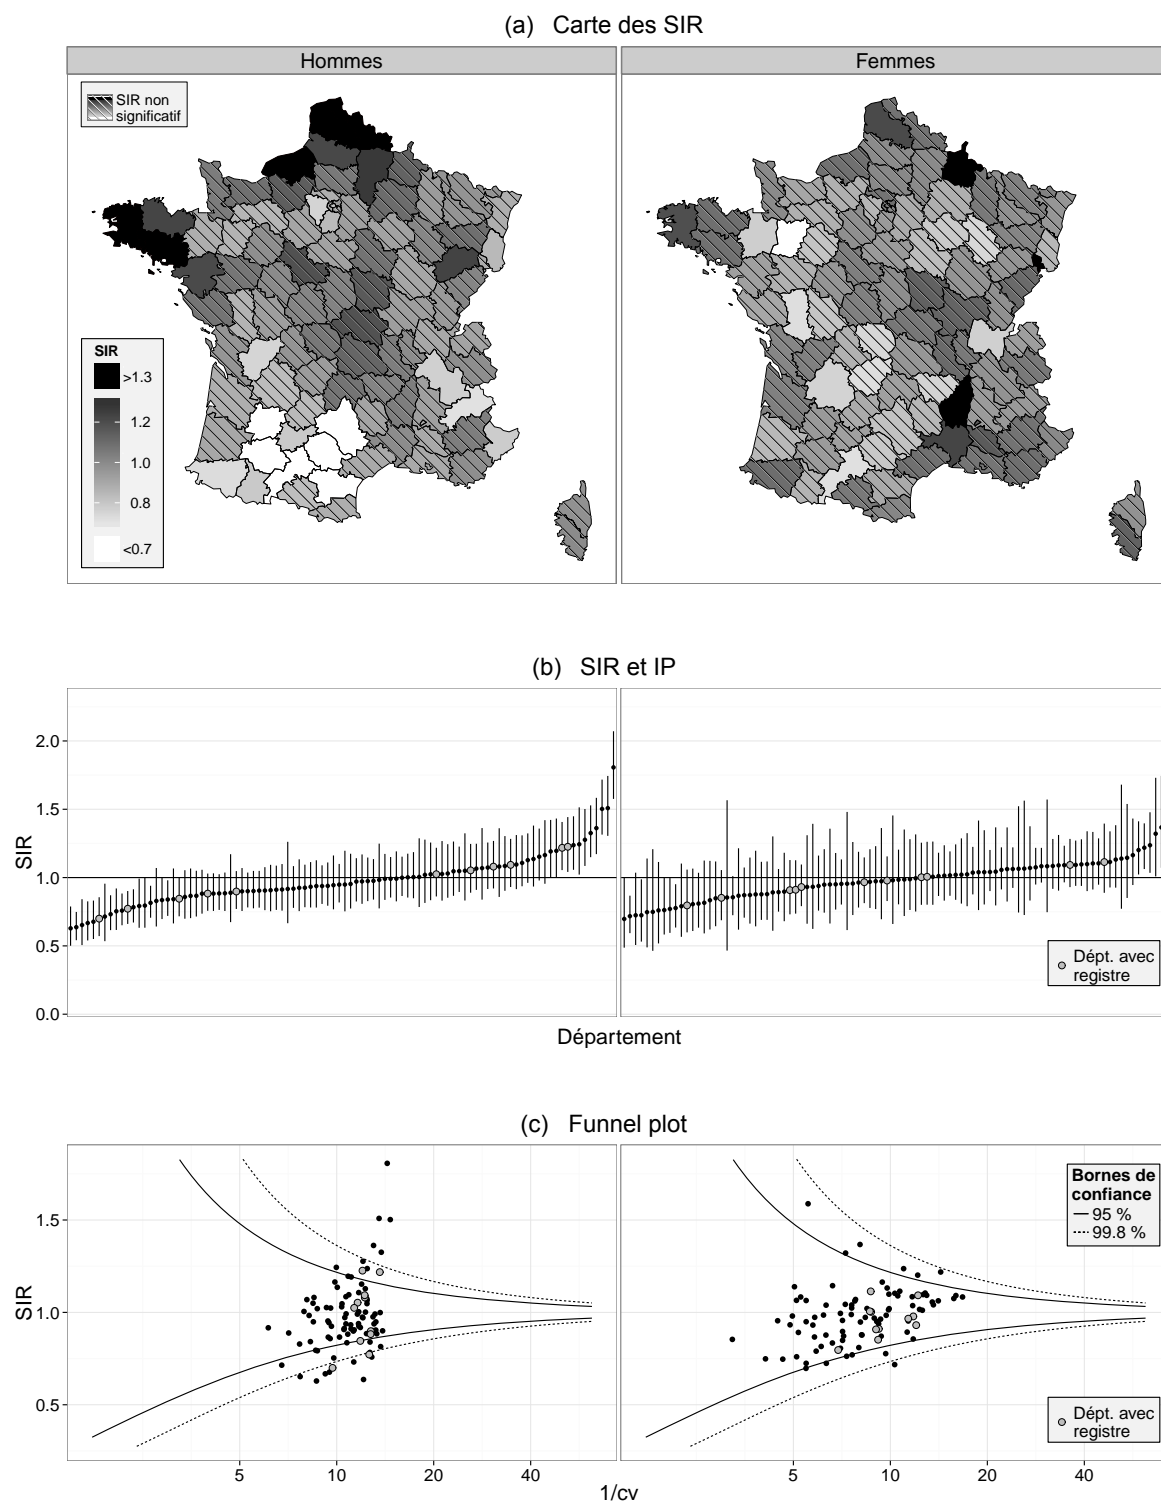 (a) Carte des SIR
Hommes
Femmes
SIR non
significatif
SIR
>1.3
1.2
1.0
0.8
<0.7
(b) SIR et IP
SIR
2.0
1.5
1.0
0.5
0.0
Dépt. avec
registre
Département
(c) Funnel plot
SIR
1.5
1.0
0.5
Bornes de
confiance
95 %
99.8 %
Dépt. avec
registre
5 10 20 40
5 10 20 40
1/cv